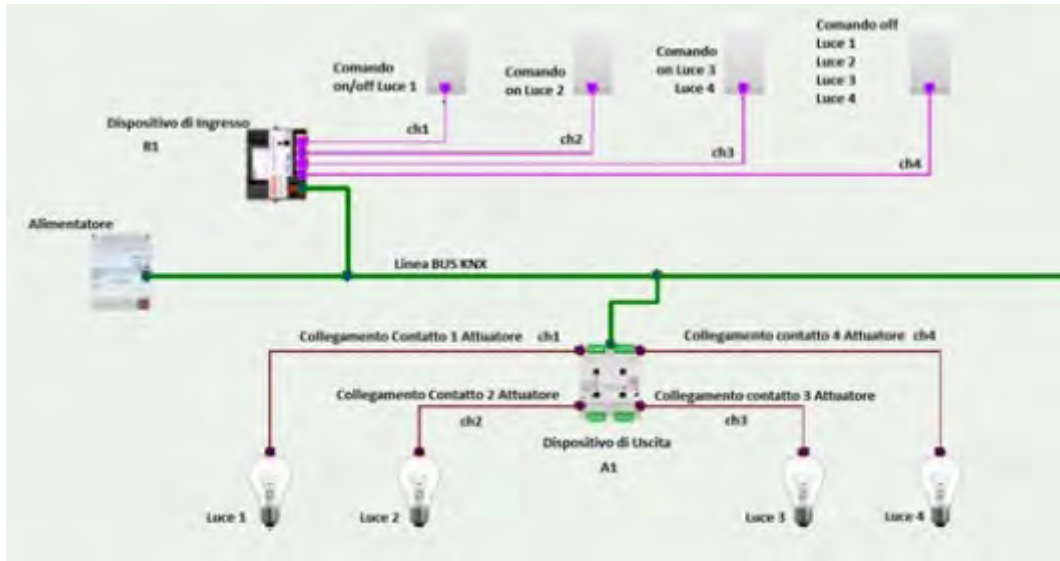 Comando
on/off Luce 1
Comando
on Luce 2
Comando
on Luce 3
Luce 4
Comando off
Luce 1
Luce 2
Luce 3
Luce 4
Dispositivo di Ingresso
B1
ch1
ch2
ch3
ch4
Alimentatore
Linea BUS KNX
Collegamento Contatto 1 Attuatore ch1
Collegamento contatto 4 Attuatore ch4
Collegamento Contatto 2 Attuatore
ch2
Collegamento contatto 3 Attuatore
ch3
Dispositivo di Uscita
A1
Luce 1
Luce 2
Luce 3
Luce 4